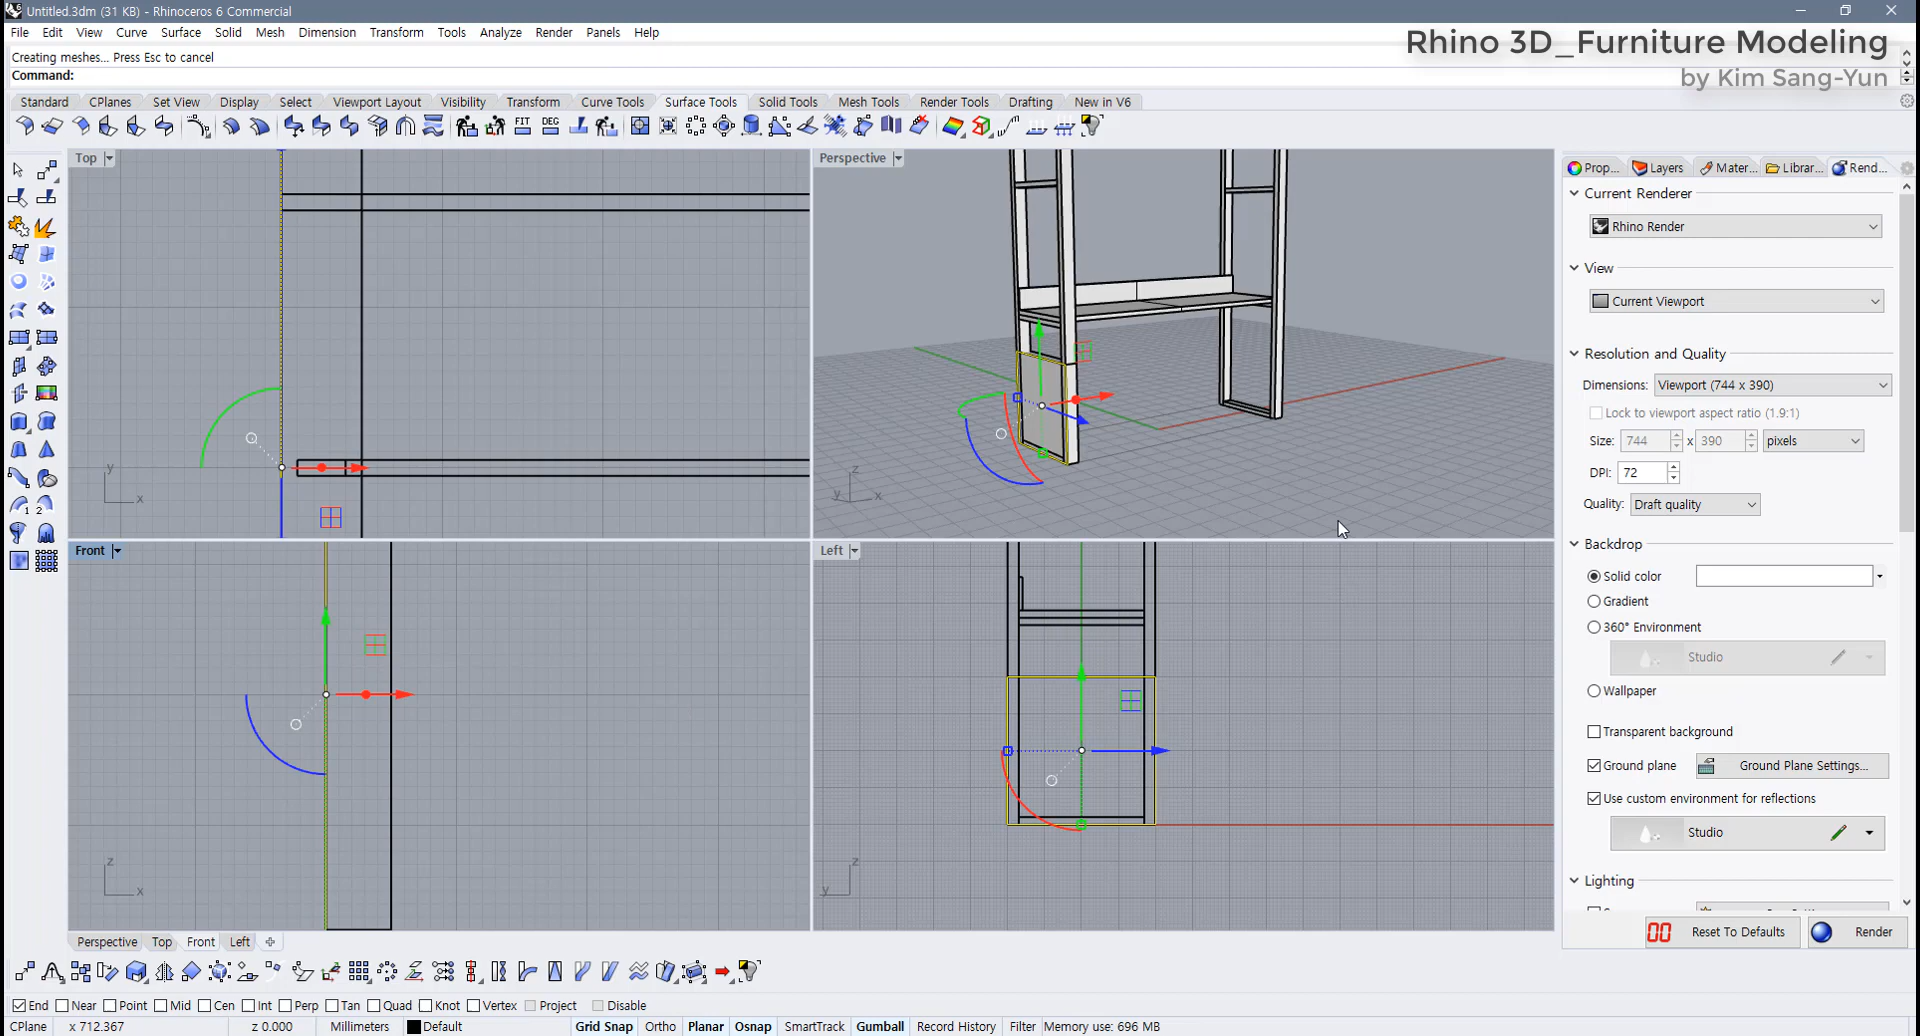 Untitled.3dm (31 KB) - Rhinoceros 6 Commercial
File Edit View Curve Surface Solid Mesh Dimension Transform Tools Analyze Render Panels Help
Rhino 3D_Furniture Modeling
by Kim Sang-Yun
Creating meshes... Press Esc to cancel
Command:
Standard CPlanes Set View Display Select Viewport Layout Visibility Transform Curve Tools Surface Tools Solid Tools Mesh Tools Render Tools Drafting New in V6
FIT DEG
Top
Perspective
Prop... Layers Mater... Librar... Rend...
Current Renderer
Rhino Render
View
Current Viewport
Resolution and Quality
Dimensions: Viewport (744 x 390)
Lock to viewport aspect ratio (1.9:1)
Size: 744 x 390 pixels
DPI: 72
Quality: Draft quality
Backdrop
Solid color
Gradient
360° Environment
Studio
Wallpaper
Transparent background
Ground plane Ground Plane Settings...
Use custom environment for reflections
Studio
Lighting
Reset To Defaults Render
y x
z y x
Front
Left
z x
z y
Perspective Top Front Left
End Near Point Mid Cen Int Perp Tan Quad Knot Vertex Project Disable
CPlane x 712.367 z 0.000 Millimeters Default Grid Snap Ortho Planar Osnap SmartTrack Gumball Record History Filter Memory use: 696 MB